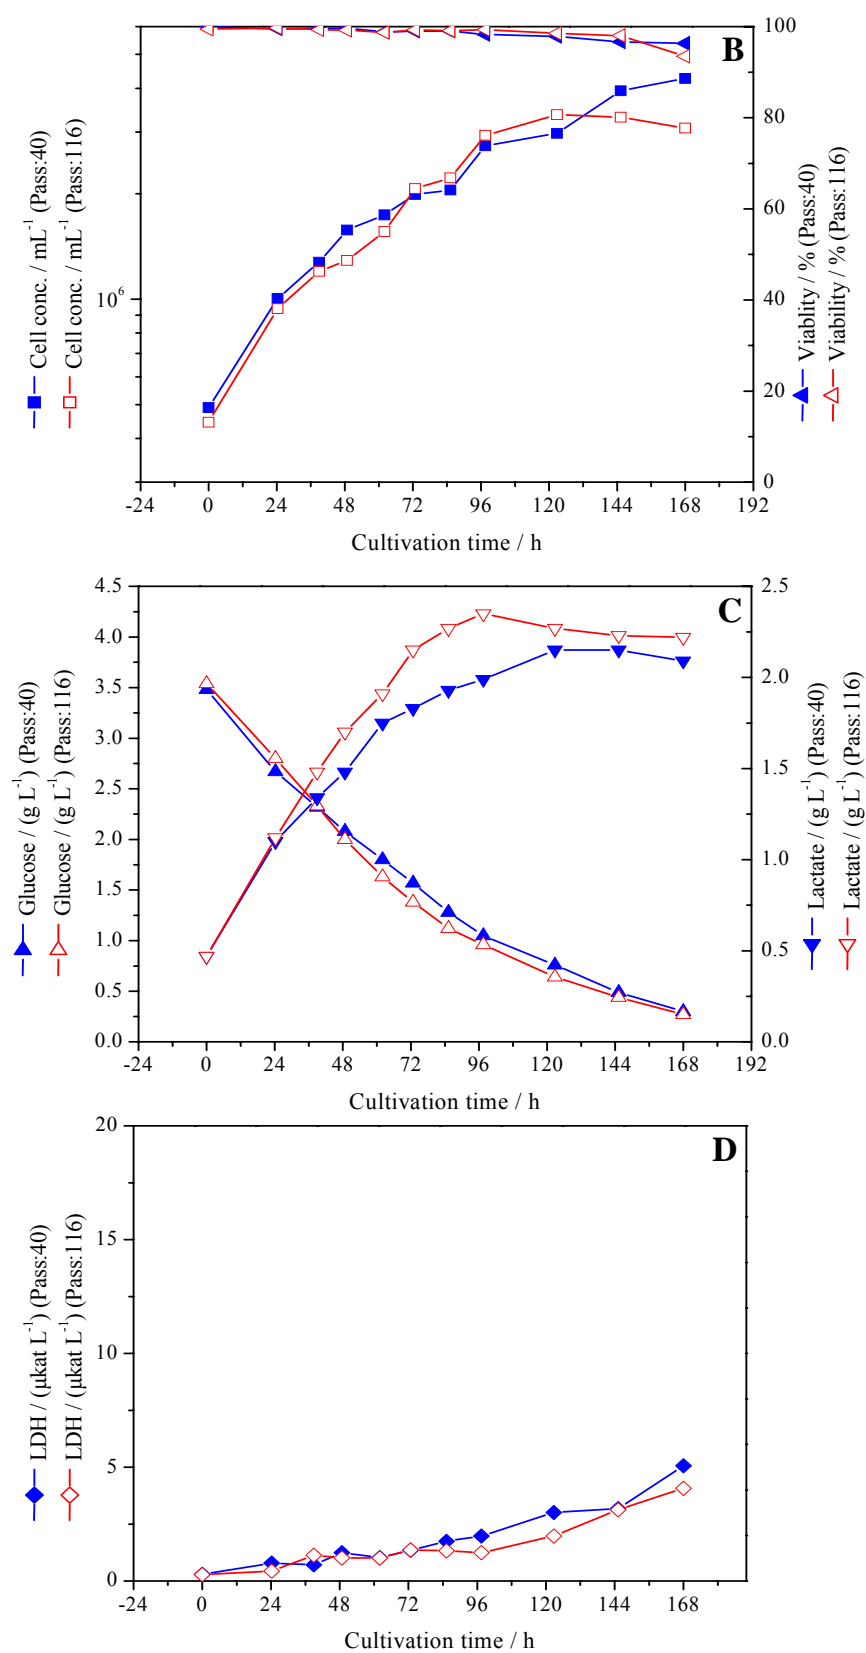 B
Cell conc. / mL⁻¹ (Pass:40)
Cell conc. / mL⁻¹ (Pass:116)
10⁶
100
80
60
40
20
0
Viablity / % (Pass:40)
Viability / % (Pass:116)
-24 0 24 48 72 96 120 144 168 192
Cultivation time / h
C
Glucose / (g L⁻¹) (Pass:40)
Glucose / (g L⁻¹) (Pass:116)
4.5
4.0
3.5
3.0
2.5
2.0
1.5
1.0
0.5
0.0
2.5
2.0
1.5
1.0
0.5
0.0
Lactate / (g L⁻¹) (Pass:40)
Lactate / (g L⁻¹) (Pass:116)
-24 0 24 48 72 96 120 144 168 192
Cultivation time / h
D
LDH / (µkat L⁻¹) (Pass:40)
LDH / (µkat L⁻¹) (Pass:116)
20
15
10
5
0
-24 0 24 48 72 96 120 144 168
Cultivation time / h